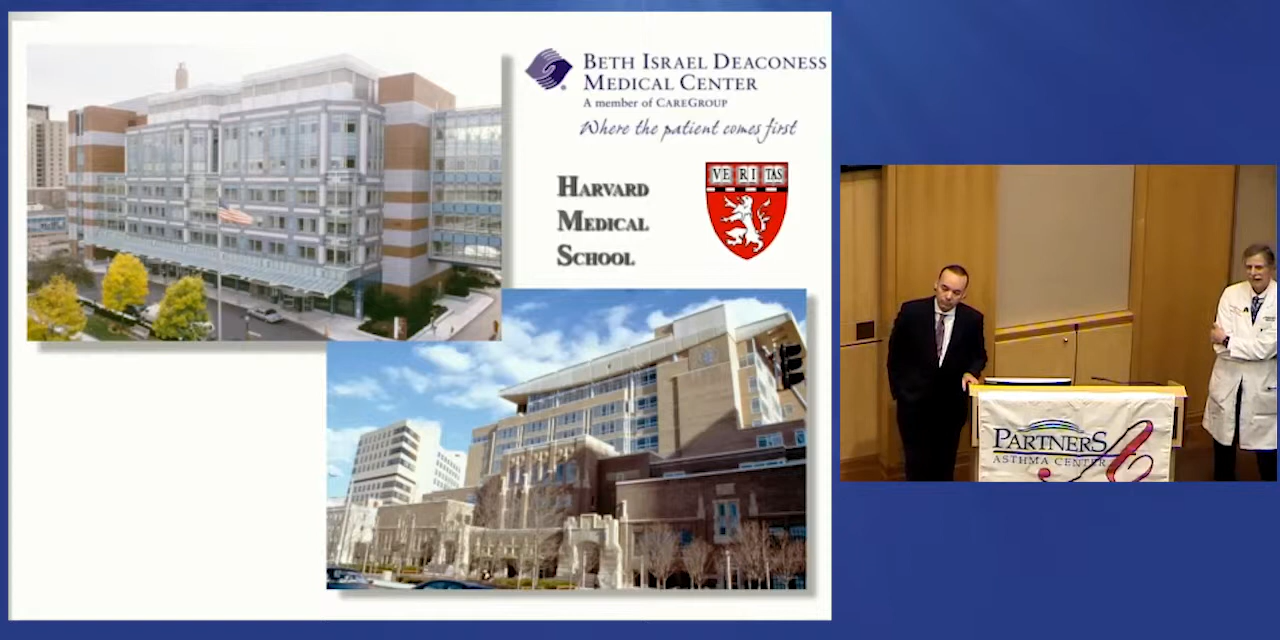 BETH ISRAEL DEACONESS
MEDICAL CENTER
A member of CAREGROUP
Where the patient comes first
HARVARD
MEDICAL
SCHOOL
VE RI TAS
PARTNERS
ASTHMA CENTER